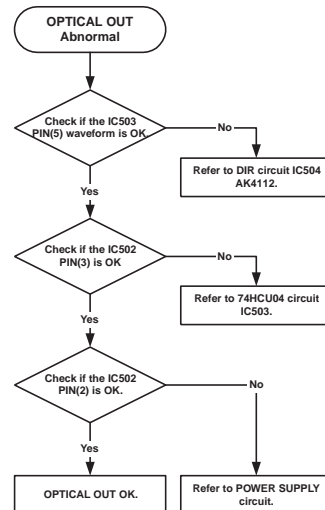 OPTICAL OUT
Abnormal
Check if the IC503
PIN(5) waveform is OK.
No
Refer to DIR circuit IC504
AK4112.
Yes
Check if the IC502
PIN(3) is OK
No
Refer to 74HCU04 circuit
IC503.
Yes
Check if the IC502
PIN(2) is OK.
No
Yes
OPTICAL OUT OK.
Refer to POWER SUPPLY
circuit.